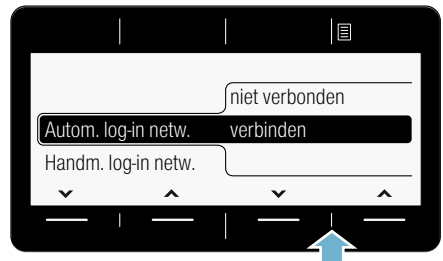 niet verbonden
Autom. log-in netw. verbinden
Handm. log-in netw.